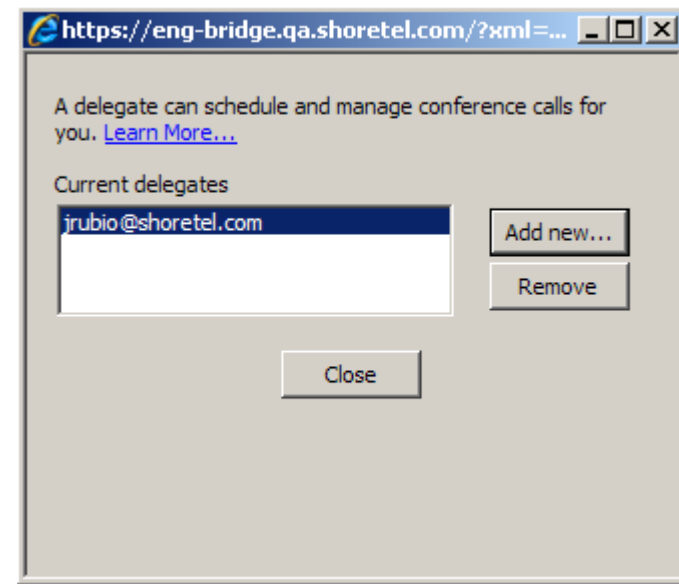 https://eng-bridge.qa.shoretel.com/?xml=...
A delegate can schedule and manage conference calls for
you. Learn More...
Current delegates
jrubio@shoretel.com
Add new...
Remove
Close